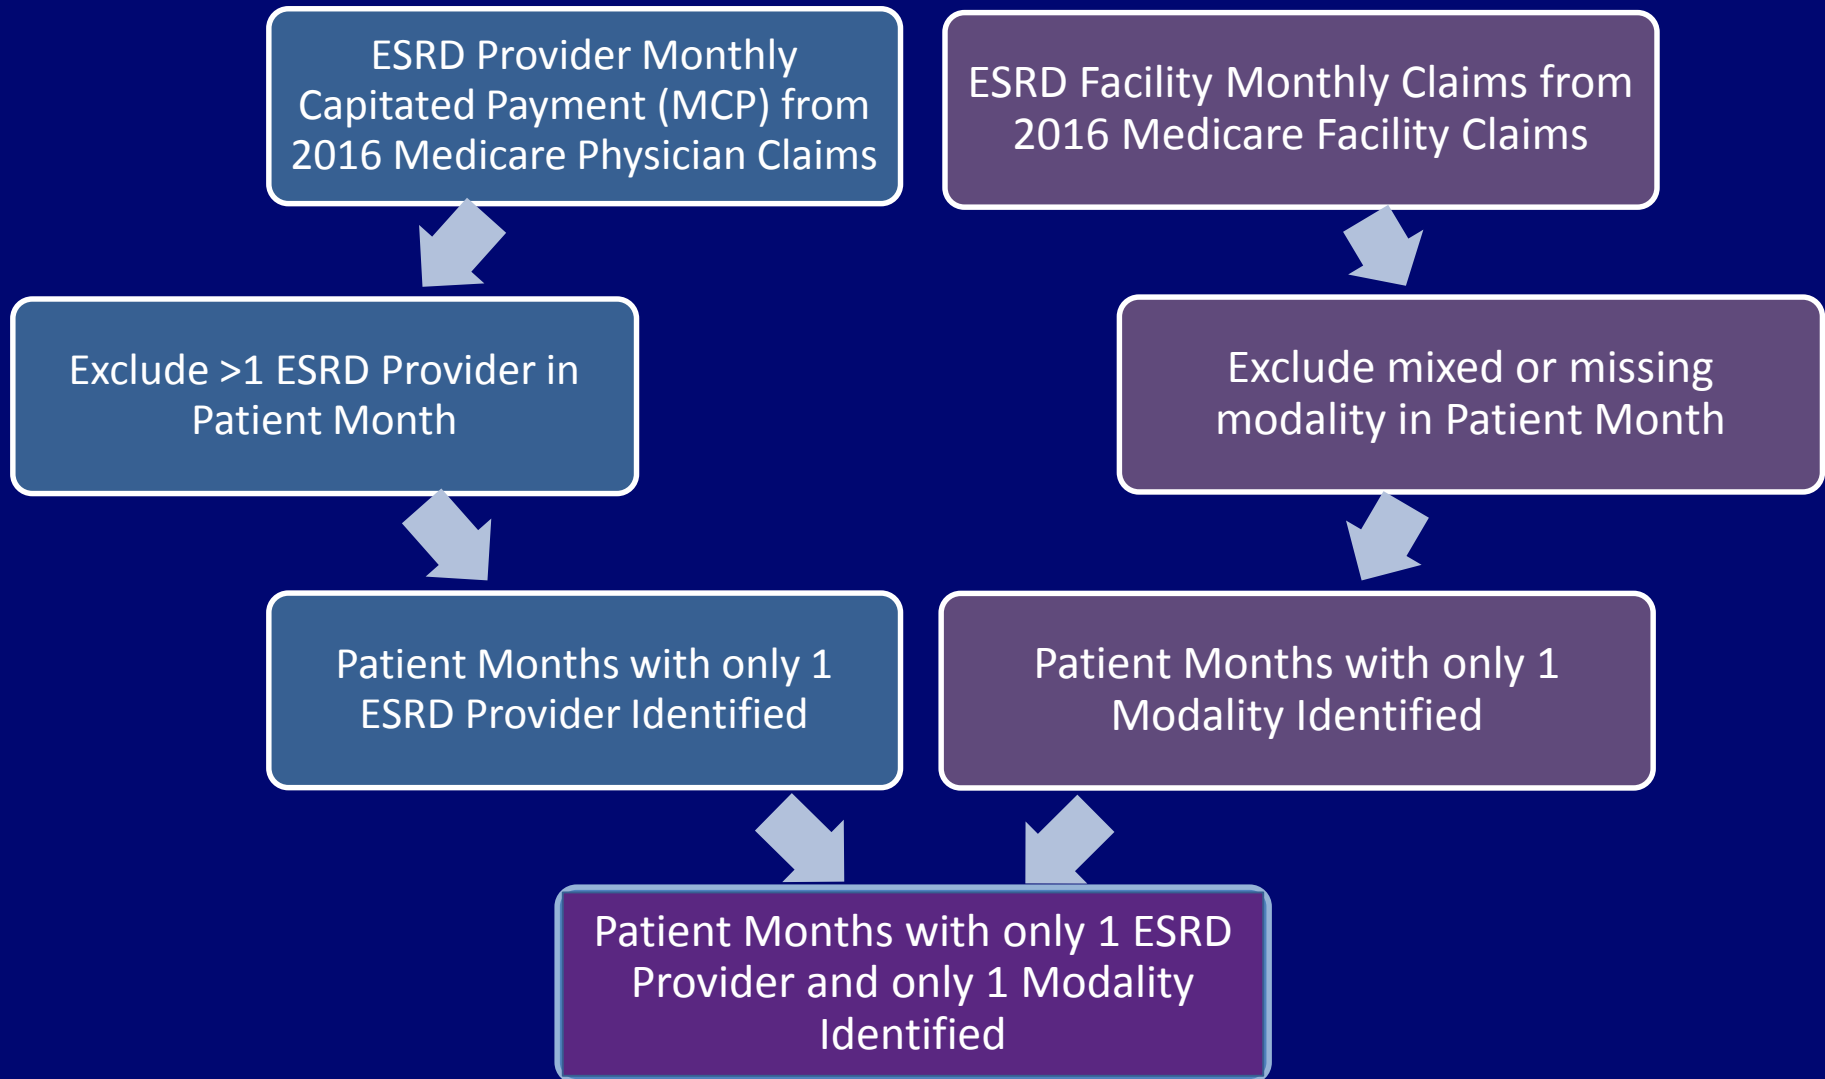 ESRD Provider Monthly
Capitated Payment (MCP) from
2016 Medicare Physician Claims
ESRD Facility Monthly Claims from
2016 Medicare Facility Claims
Exclude >1 ESRD Provider in
Patient Month
Exclude mixed or missing
modality in Patient Month
Patient Months with only 1
ESRD Provider Identified
Patient Months with only 1
Modality Identified
Patient Months with only 1 ESRD
Provider and only 1 Modality
Identified